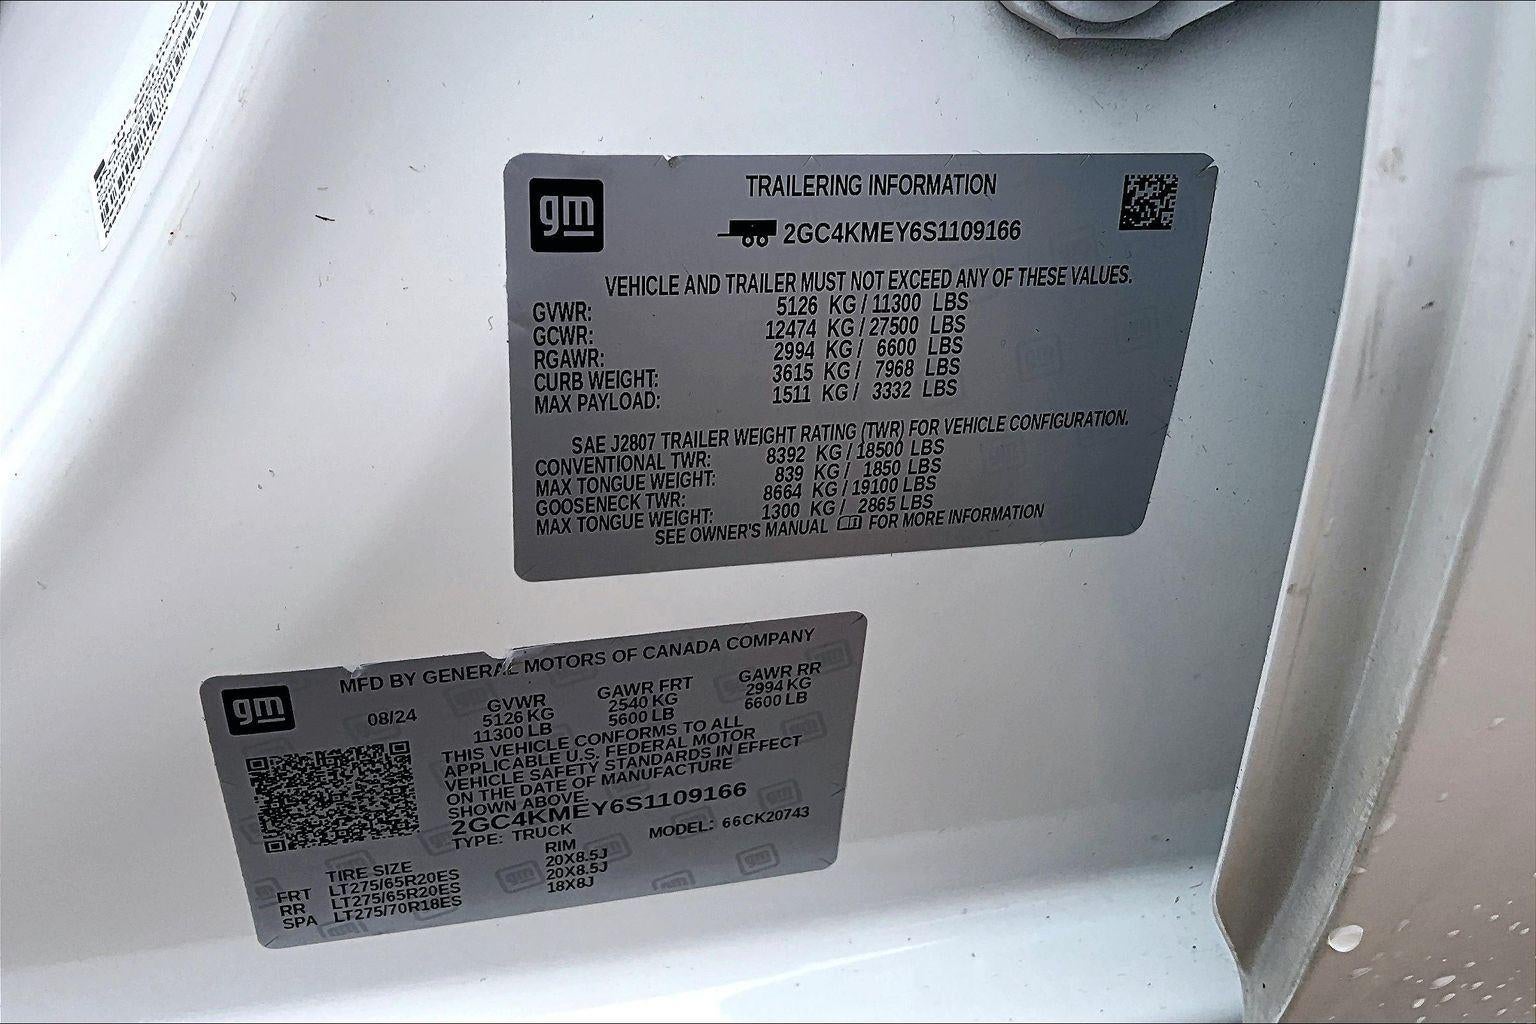 gm
TRAILERING INFORMATION
2GC4KMEY6S1109166
VEHICLE AND TRAILER MUST NOT EXCEED ANY OF THESE VALUES.
GVWR: 5126 KG / 11300 LBS
GCWR: 12474 KG / 27500 LBS
RGAWR: 2994 KG / 6600 LBS
CURB WEIGHT: 3615 KG / 7968 LBS
MAX PAYLOAD: 1511 KG / 3332 LBS
SAE J2807 TRAILER WEIGHT RATING (TWR) FOR VEHICLE CONFIGURATION.
CONVENTIONAL TWR: 8392 KG / 18500 LBS
MAX TONGUE WEIGHT: 839 KG / 1850 LBS
GOOSENECK TWR: 8664 KG / 19100 LBS
MAX TONGUE WEIGHT: 1300 KG / 2865 LBS
SEE OWNER'S MANUAL FOR MORE INFORMATION
MFD BY GENERAL MOTORS OF CANADA COMPANY
gm
08/24 GVWR GAWR FRT GAWR RR
5126 KG 2540 KG 2994 KG
11300 LB 5600 LB 6600 LB
THIS VEHICLE CONFORMS TO ALL
APPLICABLE U.S. FEDERAL MOTOR
VEHICLE SAFETY STANDARDS IN EFFECT
ON THE DATE OF MANUFACTURE
SHOWN ABOVE.
2GC4KMEY6S1109166
TYPE: TRUCK MODEL: 66CK20743
TIRE SIZE RIM
FRT LT275/65R20ES 20X8.5J
RR LT275/65R20ES 20X8.5J
SPA LT275/70R18ES 18X8J